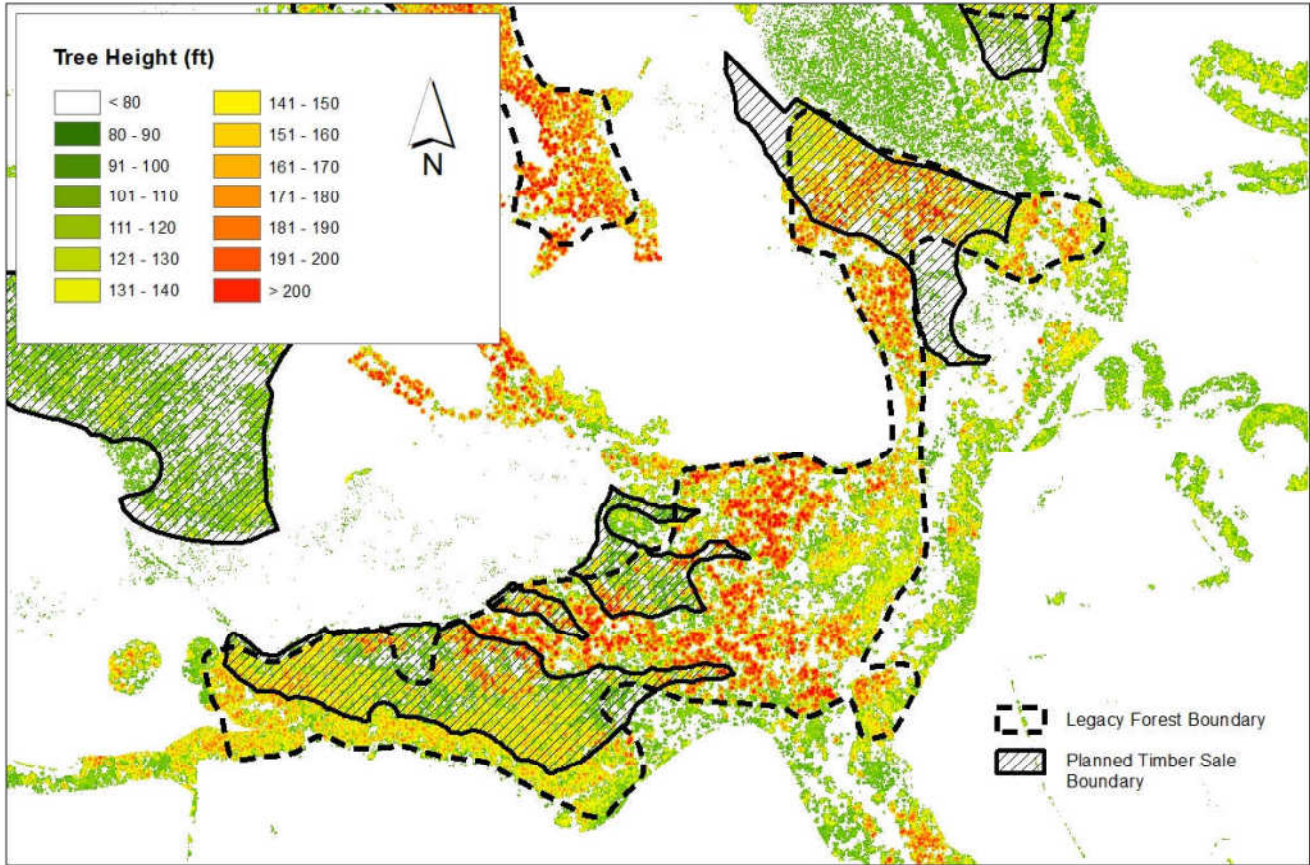 Tree Height (ft)
< 80
80 - 90
91 - 100
101 - 110
111 - 120
121 - 130
131 - 140
141 - 150
151 - 160
161 - 170
171 - 180
181 - 190
191 - 200
> 200
N
Legacy Forest Boundary
Planned Timber Sale
Boundary